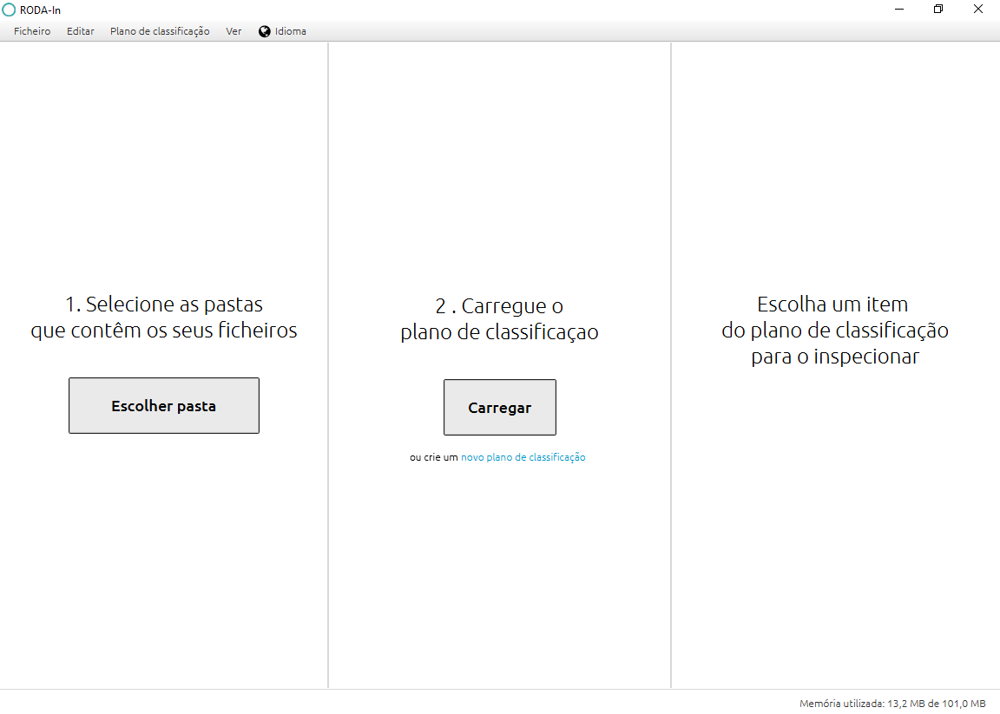 RODA-In
Ficheiro Editar Plano de classificação Ver Idioma
1. Selecione as pastas
que contêm os seus ficheiros
Escolher pasta
2 . Carregue o
plano de classificaçao
Carregar
ou crie um novo plano de classificação
Escolha um item
do plano de classificação
para o inspecionar
Memória utilizada: 13,2 MB de 101,0 MB